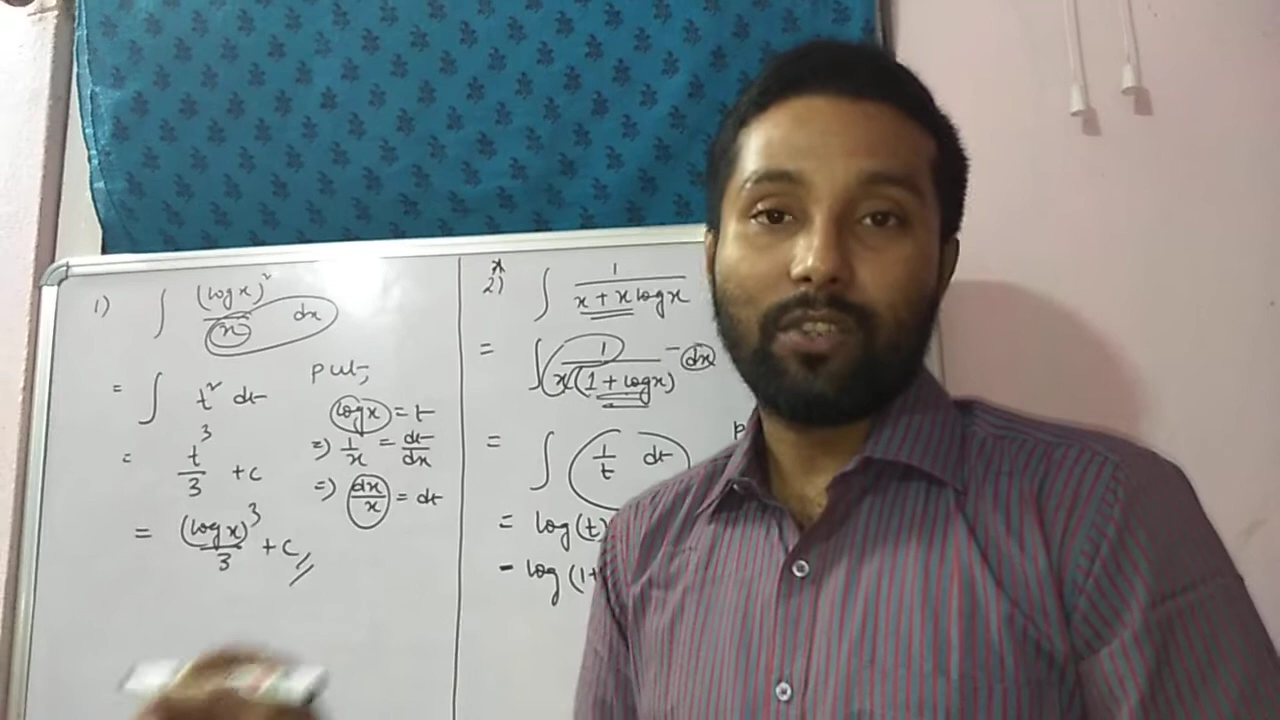 1) ∫ (log x)² / x dx
= ∫ t² dt
= t³/3 + c
= (log x)³/3 + c
put,
log x = t
=) 1/x = dt/dx
=) dx/x = dt
2) ∫ 1 / (x + x log x)
= ∫ 1 / x(1 + log x) dx
= ∫ 1/t dt
= log(t)
= log(1+